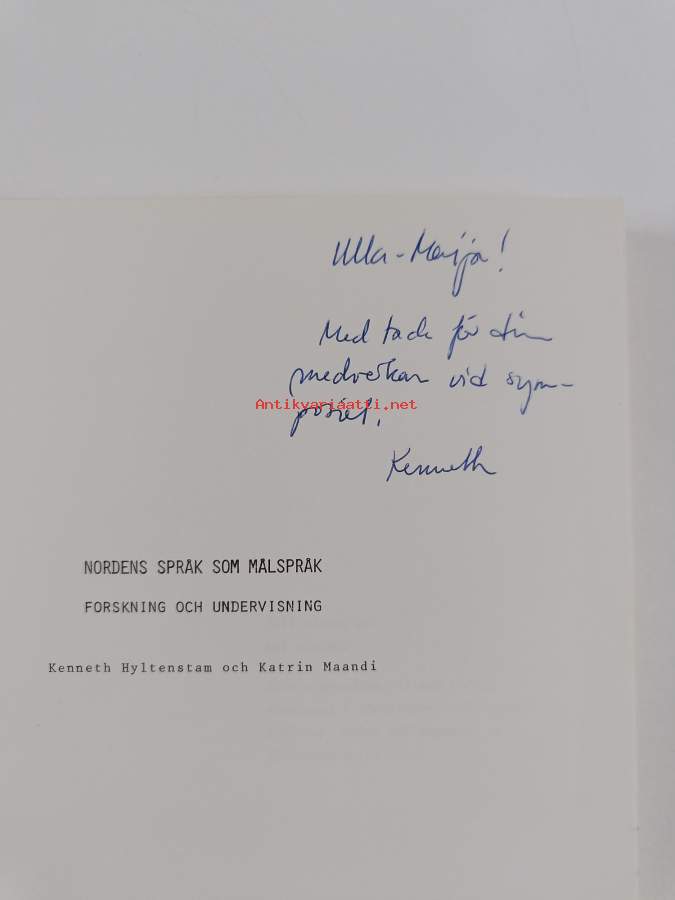 Ulla-Maija!
Med tack för din
medverkan vid sym-
posiet.
Antikvariaatti.net
Kenneth
NORDENS SPRÅK SOM MÅLSPRÅK
FORSKNING OCH UNDERVISNING
Kenneth Hyltenstam och Katrin Maandi